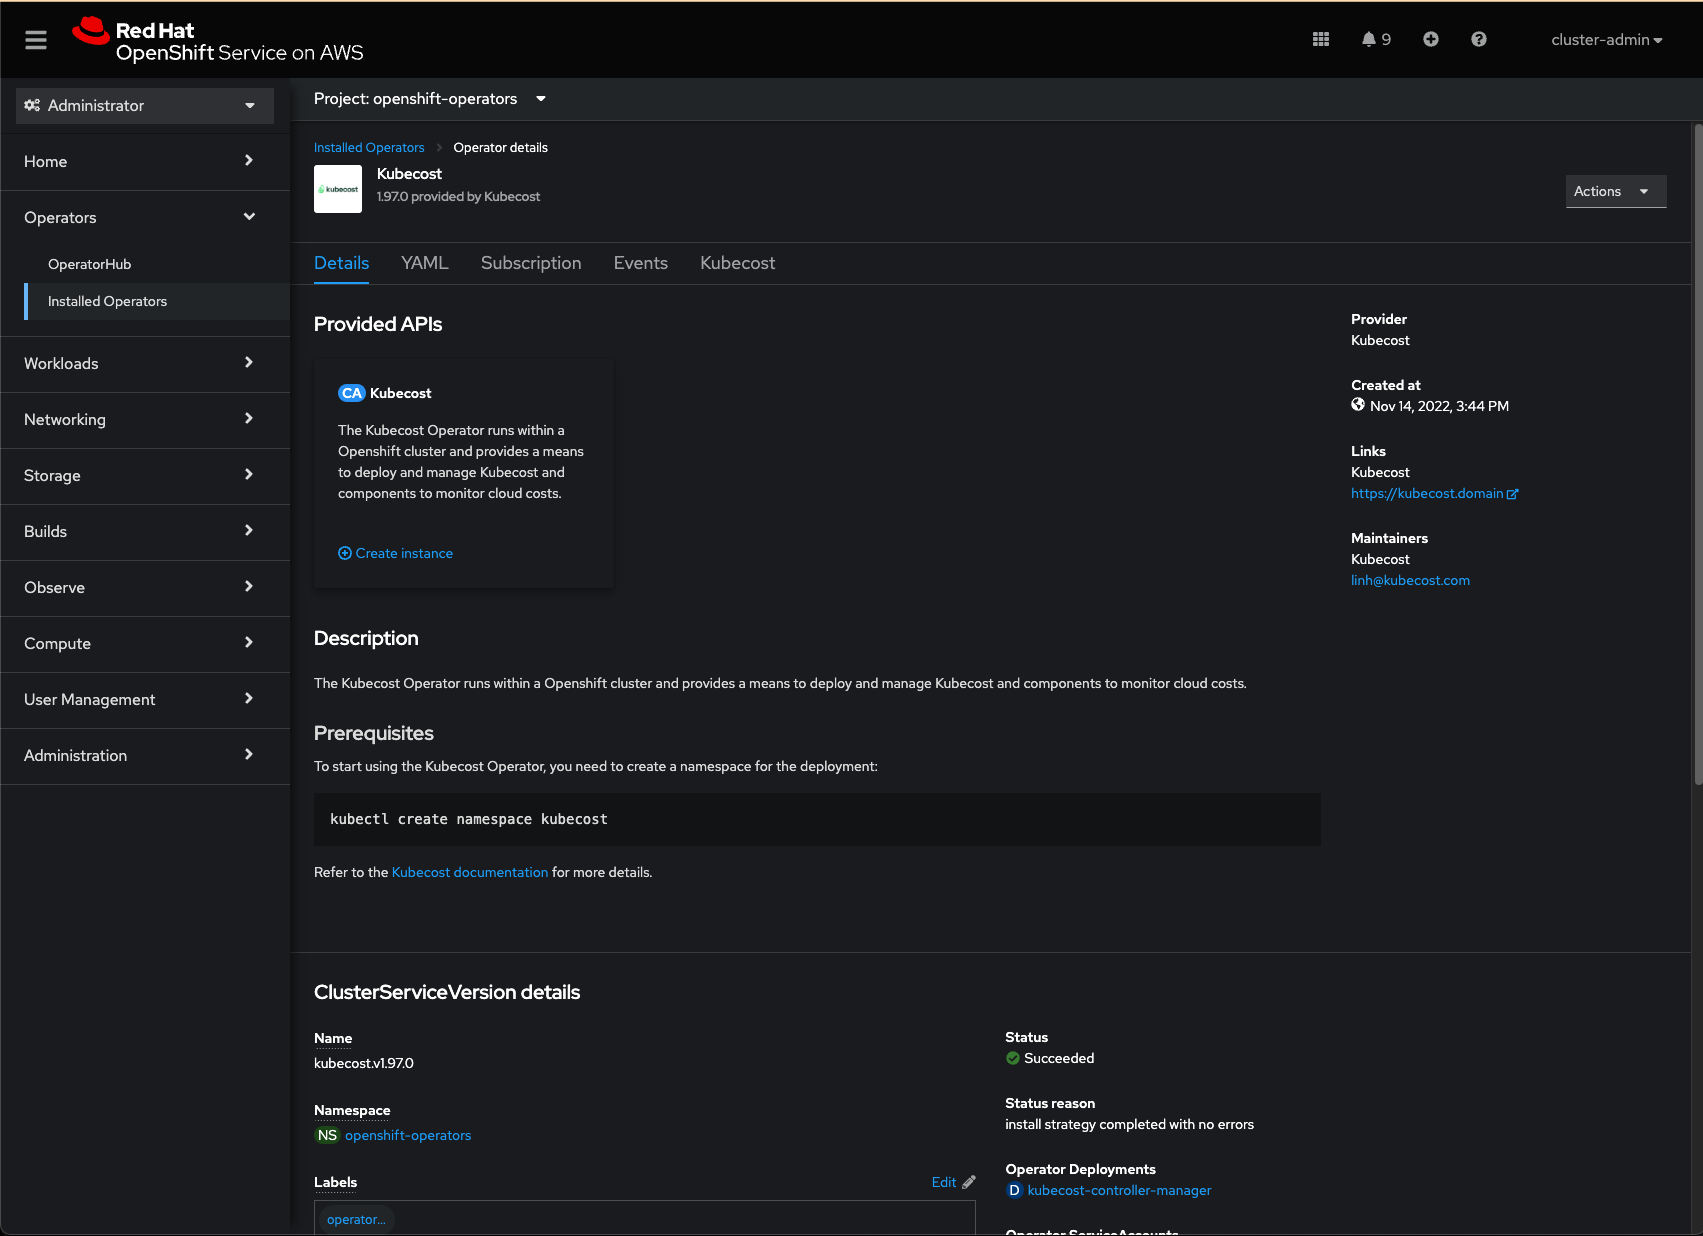 Red Hat
OpenShift Service on AWS
9
cluster-admin
Administrator
Home
Operators
OperatorHub
Installed Operators
Workloads
Networking
Storage
Builds
Observe
Compute
User Management
Administration
Project: openshift-operators
Installed Operators
Operator details
kubecost
Kubecost
1.97.0 provided by Kubecost
Actions
Details
YAML
Subscription
Events
Kubecost
Provided APIs
CA Kubecost
The Kubecost Operator runs within a
Openshift cluster and provides a means
to deploy and manage Kubecost and
components to monitor cloud costs.
Create instance
Provider
Kubecost
Created at
Nov 14, 2022, 3:44 PM
Links
Kubecost
https://kubecost.domain
Maintainers
Kubecost
linh@kubecost.com
Description
The Kubecost Operator runs within a Openshift cluster and provides a means to deploy and manage Kubecost and components to monitor cloud costs.
Prerequisites
To start using the Kubecost Operator, you need to create a namespace for the deployment:
kubectl create namespace kubecost
Refer to the Kubecost documentation for more details.
ClusterServiceVersion details
Name
kubecost.v1.97.0
Namespace
NS openshift-operators
Labels
Edit
operator...
Status
Succeeded
Status reason
install strategy completed with no errors
Operator Deployments
D kubecost-controller-manager
Operator ServiceAccounts